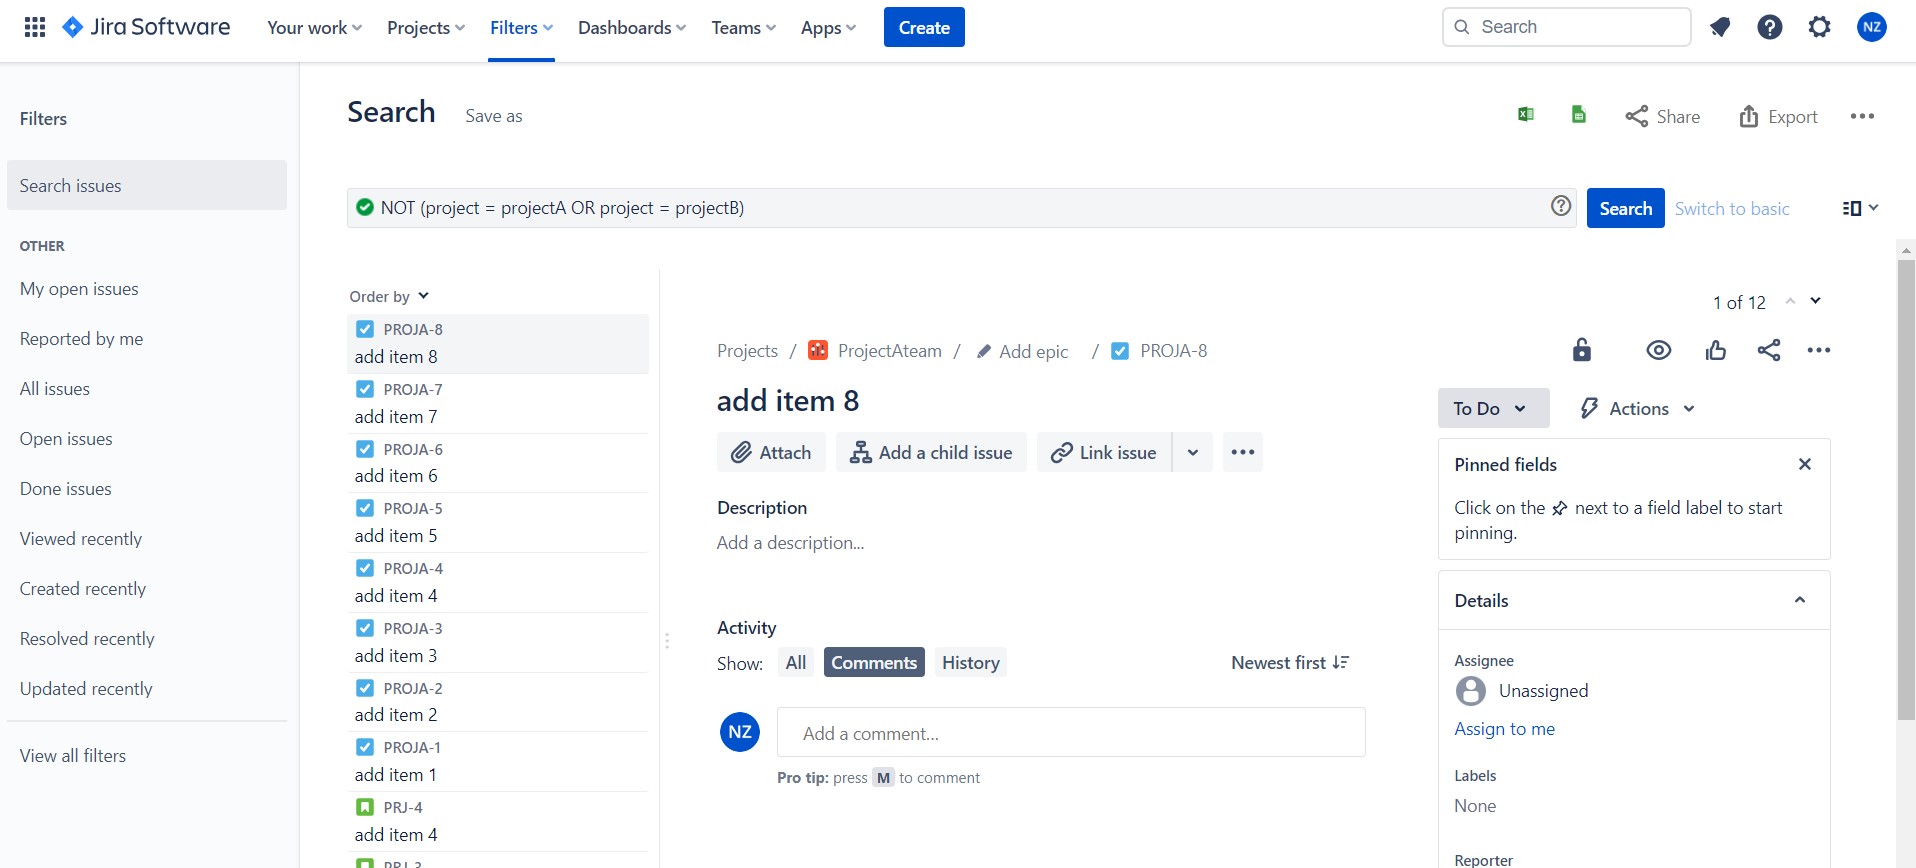 Jira Software Your work Projects Filters Dashboards Teams Apps Create Search NZ
Filters
Search issues
OTHER
My open issues
Reported by me
All issues
Open issues
Done issues
Viewed recently
Created recently
Resolved recently
Updated recently
View all filters
Search Save as Share Export
NOT (project = projectA OR project = projectB) Search Switch to basic
Order by
PROJA-8
add item 8
PROJA-7
add item 7
PROJA-6
add item 6
PROJA-5
add item 5
PROJA-4
add item 4
PROJA-3
add item 3
PROJA-2
add item 2
PROJA-1
add item 1
PRJ-4
add item 4
PRJ-3
1 of 12
Projects / ProjectAteam / Add epic / PROJA-8
add item 8
Attach Add a child issue Link issue
Description
Add a description...
Activity
Show: All Comments History Newest first
NZ Add a comment...
Pro tip: press M to comment
To Do Actions
Pinned fields
Click on the next to a field label to start
pinning.
Details
Assignee
Unassigned
Assign to me
Labels
None
Reporter